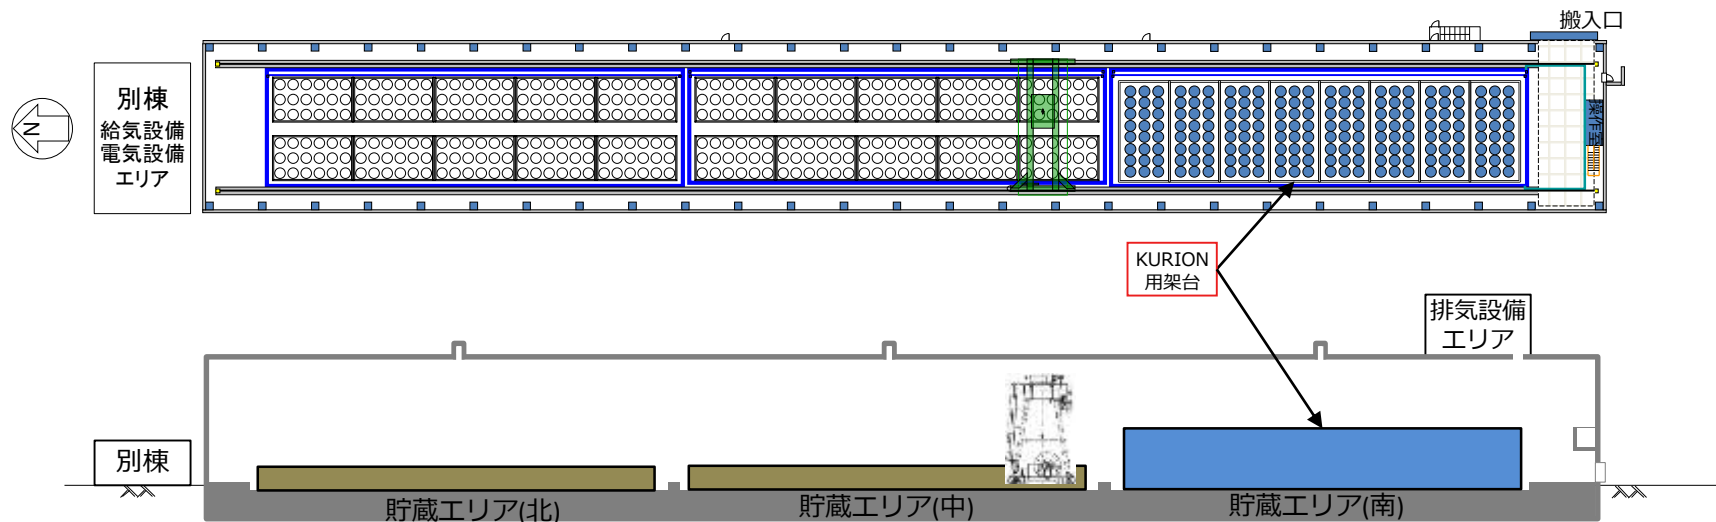 搬入口
別棟
給気設備
電気設備
エリア
N
操作室
KURION
用架台
排気設備
エリア
別棟
貯蔵エリア(北)
貯蔵エリア(中)
貯蔵エリア(南)